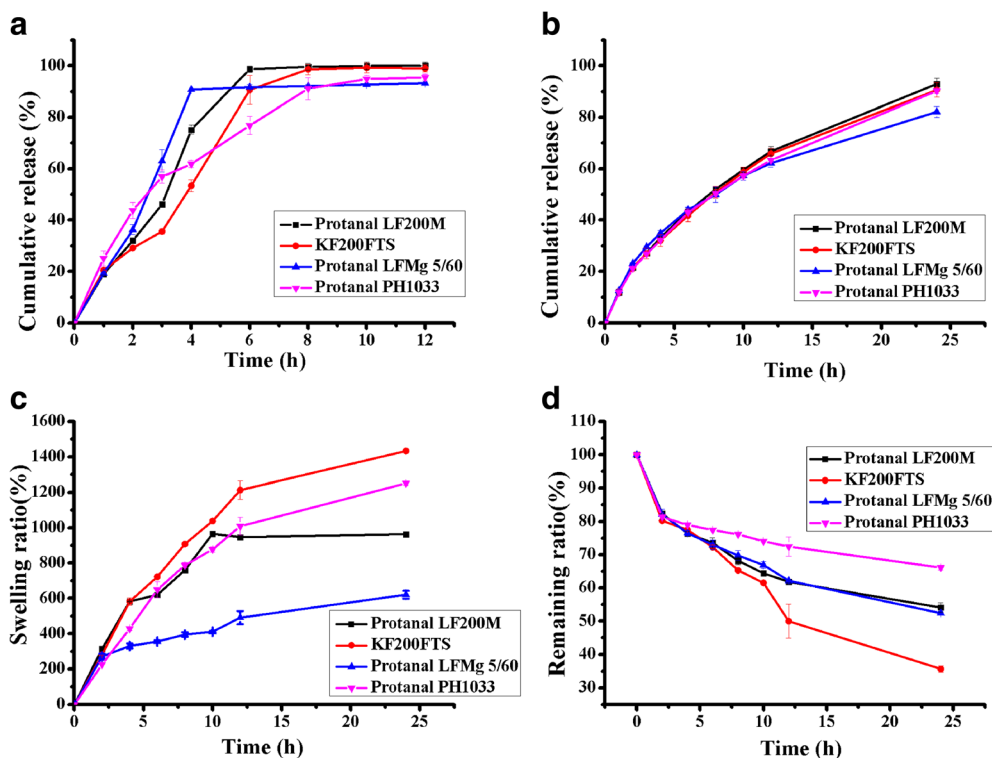 a
Cumulative release (%)
100
80
60
40
20
0
0 2 4 6 8 10 12
Time (h)
Protanal LF200M
KF200FTS
Protanal LFMg 5/60
Protanal PH1033
b
Cumulative release (%)
100
80
60
40
20
0
0 5 10 15 20 25
Time (h)
Protanal LF200M
KF200FTS
Protanal LFMg 5/60
Protanal PH1033
c
Swelling ratio(%)
1600
1400
1200
1000
800
600
400
200
0
0 5 10 15 20 25
Time (h)
Protanal LF200M
KF200FTS
Protanal LFMg 5/60
Protanal PH1033
d
Remaining ratio(%)
110
100
90
80
70
60
50
40
30
0 5 10 15 20 25
Time (h)
Protanal LF200M
KF200FTS
Protanal LFMg 5/60
Protanal PH1033